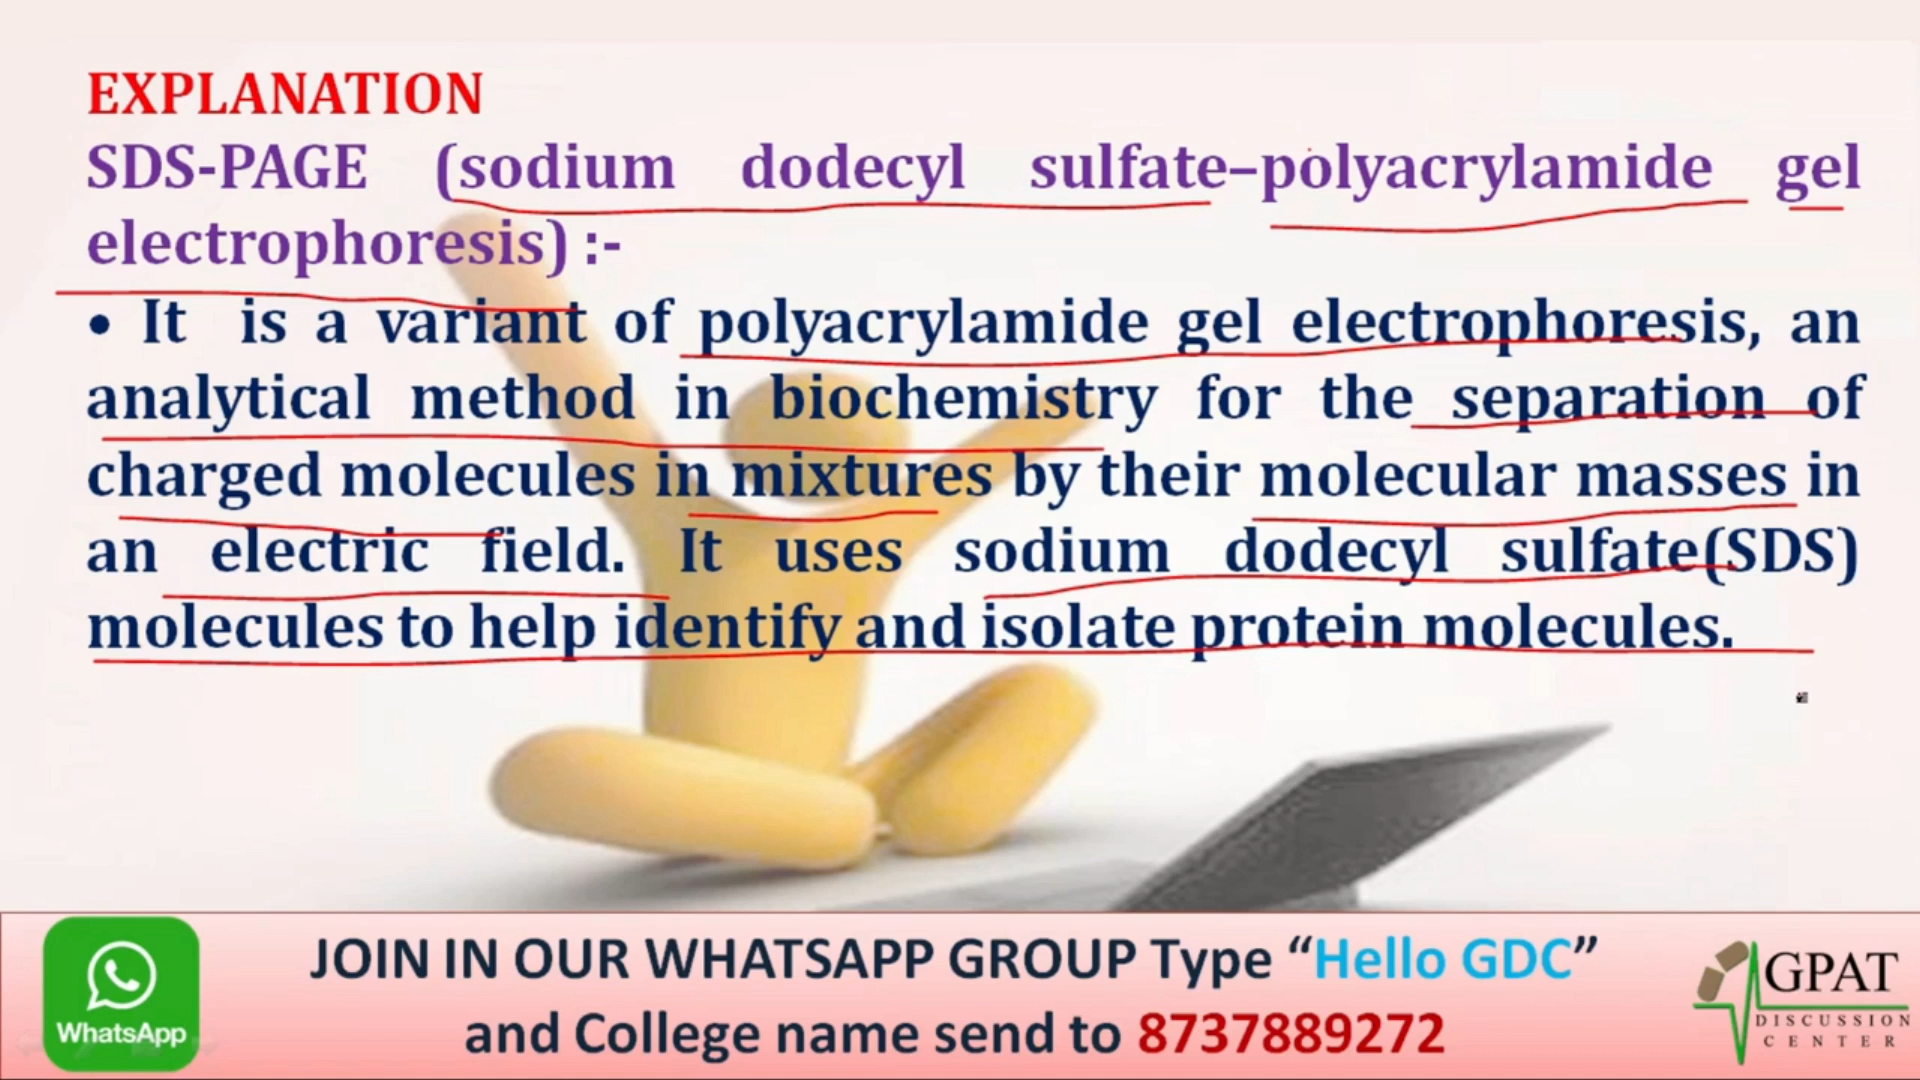 EXPLANATION
SDS-PAGE (sodium dodecyl sulfate–polyacrylamide gel
electrophoresis) :-
• It is a variant of polyacrylamide gel electrophoresis, an
analytical method in biochemistry for the separation of
charged molecules in mixtures by their molecular masses in
an electric field. It uses sodium dodecyl sulfate(SDS)
molecules to help identify and isolate protein molecules.
JOIN IN OUR WHATSAPP GROUP Type “Hello GDC”
and College name send to 8737889272
WhatsApp
GPAT
DISCUSSION
CENTER